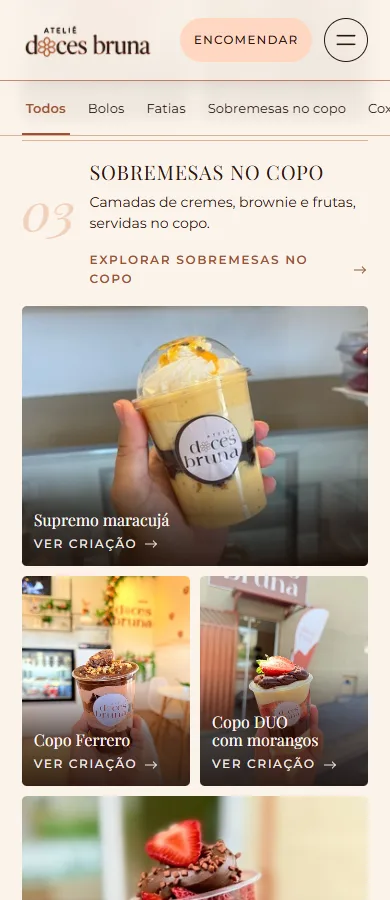 ATELIÊ
doces bruna
ENCOMENDAR
Todos Bolos Fatias Sobremesas no copo Cox
SOBREMESAS NO COPO
03
Camadas de cremes, brownie e frutas,
servidas no copo.
EXPLORAR SOBREMESAS NO
COPO →
ATELIÊ
doces
bruna
Supremo maracujá
VER CRIAÇÃO →
doces
bruna
doces
bruna
Copo Ferrero
VER CRIAÇÃO →
bruna
Copo DUO
com morangos
VER CRIAÇÃO →